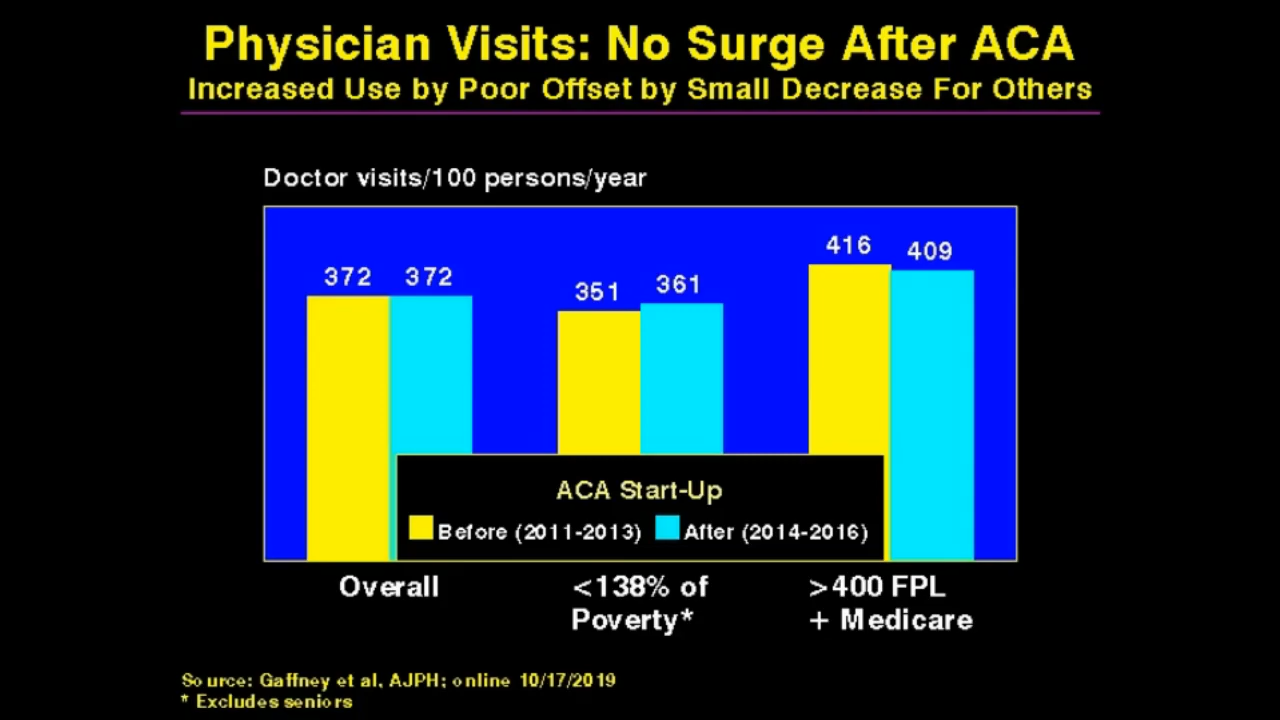 Physician Visits: No Surge After ACA
Increased Use by Poor Offset by Small Decrease For Others
Doctor visits/100 persons/year
372 372 351 361 416 409
ACA Start-Up
Before (2011-2013) After (2014-2016)
Overall <138% of >400 FPL
Poverty* + Medicare
Source: Gaffney et al, AJPH; online 10/17/2019
* Excludes seniors